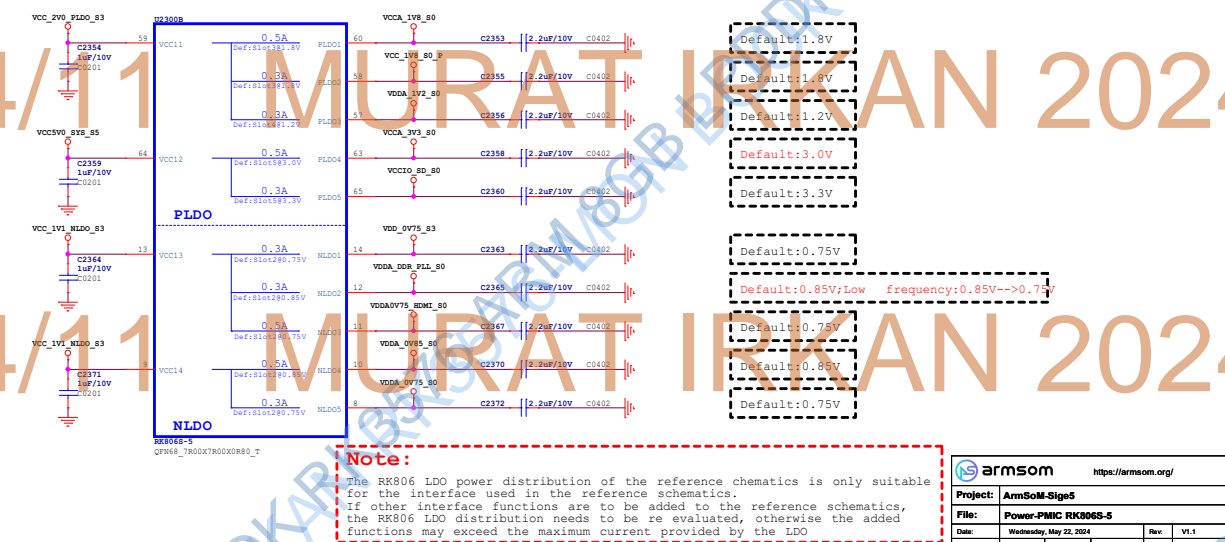 VCC_2V0_PLDO_S3
C2354
1uF/10V
C0201
VCC5V0_SYS_S5
C2359
1uF/10V
C0201
VCC_1V1_NLDO_S3
C2364
1uF/10V
C0201
VCC_1V1_NLDO_S3
C2371
1uF/10V
C0201
U2300B
59 VCC11 0.5A Def:Slot3@1.8V PLDO1 60
0.3A Def:Slot3@1.8V PLDO2 58
0.3A Def:Slot4@1.2V PLDO3 57
64 VCC12 0.5A Def:Slot5@3.0V PLDO4 63
0.3A Def:Slot5@3.3V PLDO5 65
PLDO
13 VCC13 0.3A Def:Slot2@0.75V NLDO1 14
0.3A Def:Slot2@0.85V NLDO2 12
0.5A Def:Slot2@0.75V NLDO3 11
9 VCC14 0.5A Def:Slot2@0.85V NLDO4 10
0.3A Def:Slot2@0.75V NLDO5 8
NLDO
RK806S-5
QFN68_7R00X7R00X0R80_T
VCCA_1V8_S0
C2353 2.2uF/10V C0402
VCC_1V8_S0_P
C2355 2.2uF/10V C0402
VDDA_1V2_S0
C2356 2.2uF/10V C0402
VCCA_3V3_S0
C2358 2.2uF/10V C0402
VCCIO_SD_S0
C2360 2.2uF/10V C0402
VDD_0V75_S3
C2363 2.2uF/10V C0402
VDDA_DDR_PLL_S0
C2365 2.2uF/10V C0402
VDDA0V75_HDMI_S0
C2367 2.2uF/10V C0402
VDDA_0V85_S0
C2370 2.2uF/10V C0402
VDDA_0V75_S0
C2372 2.2uF/10V C0402
Default:1.8V
Default:1.8V
Default:1.2V
Default:3.0V
Default:3.3V
Default:0.75V
Default:0.85V;Low frequency:0.85V-->0.75V
Default:0.75V
Default:0.85V
Default:0.75V
Note:
The RK806 LDO power distribution of the reference chematics is only suitable
for the interface used in the reference schematics.
If other interface functions are to be added to the reference schematics,
the RK806 LDO distribution needs to be re evaluated, otherwise the added
functions may exceed the maximum current provided by the LDO
armsom https://armsom.org/
Project: ArmSoM-Sige5
File: Power-PMIC RK806S-5
Date: Wednesday, May 22, 2024 Rev: V1.1
4/11 MURAT IRKAN 2024
4/11 MURAT IRKAN 2024